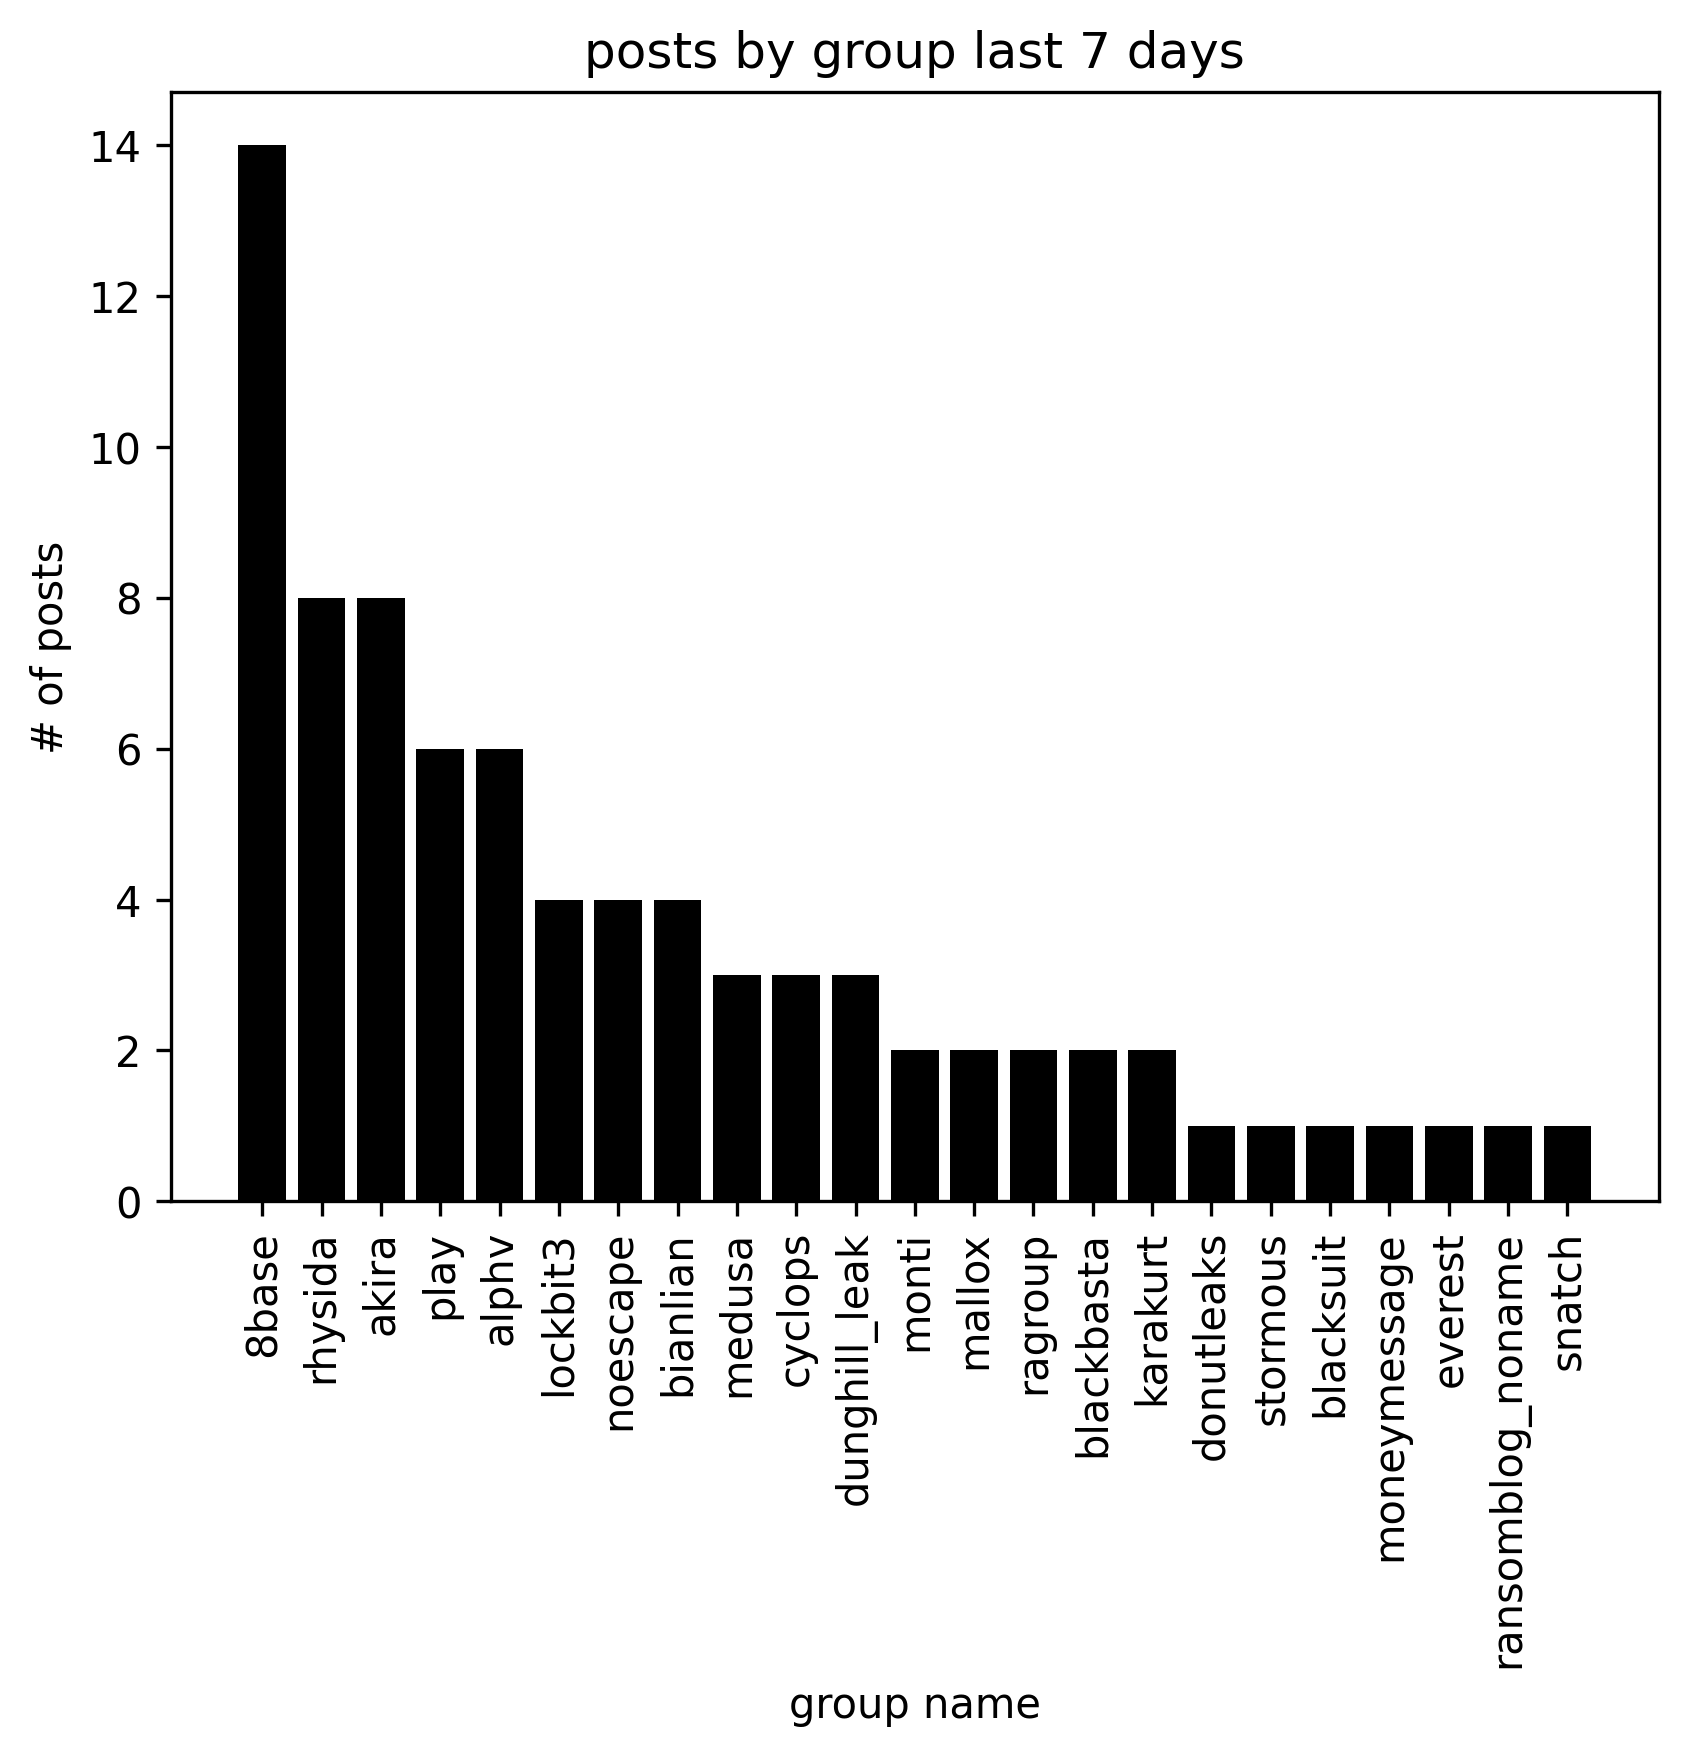 posts by group last 7 days
14
12
10
8
6
4
2
0
# of posts
8base
rhysida
akira
play
alphv
lockbit3
noescape
bianlian
medusa
cyclops
dunghill_leak
monti
mallox
ragroup
blackbasta
karakurt
donutleaks
stormous
blacksuit
moneymessage
everest
ransomblog_noname
snatch
group name